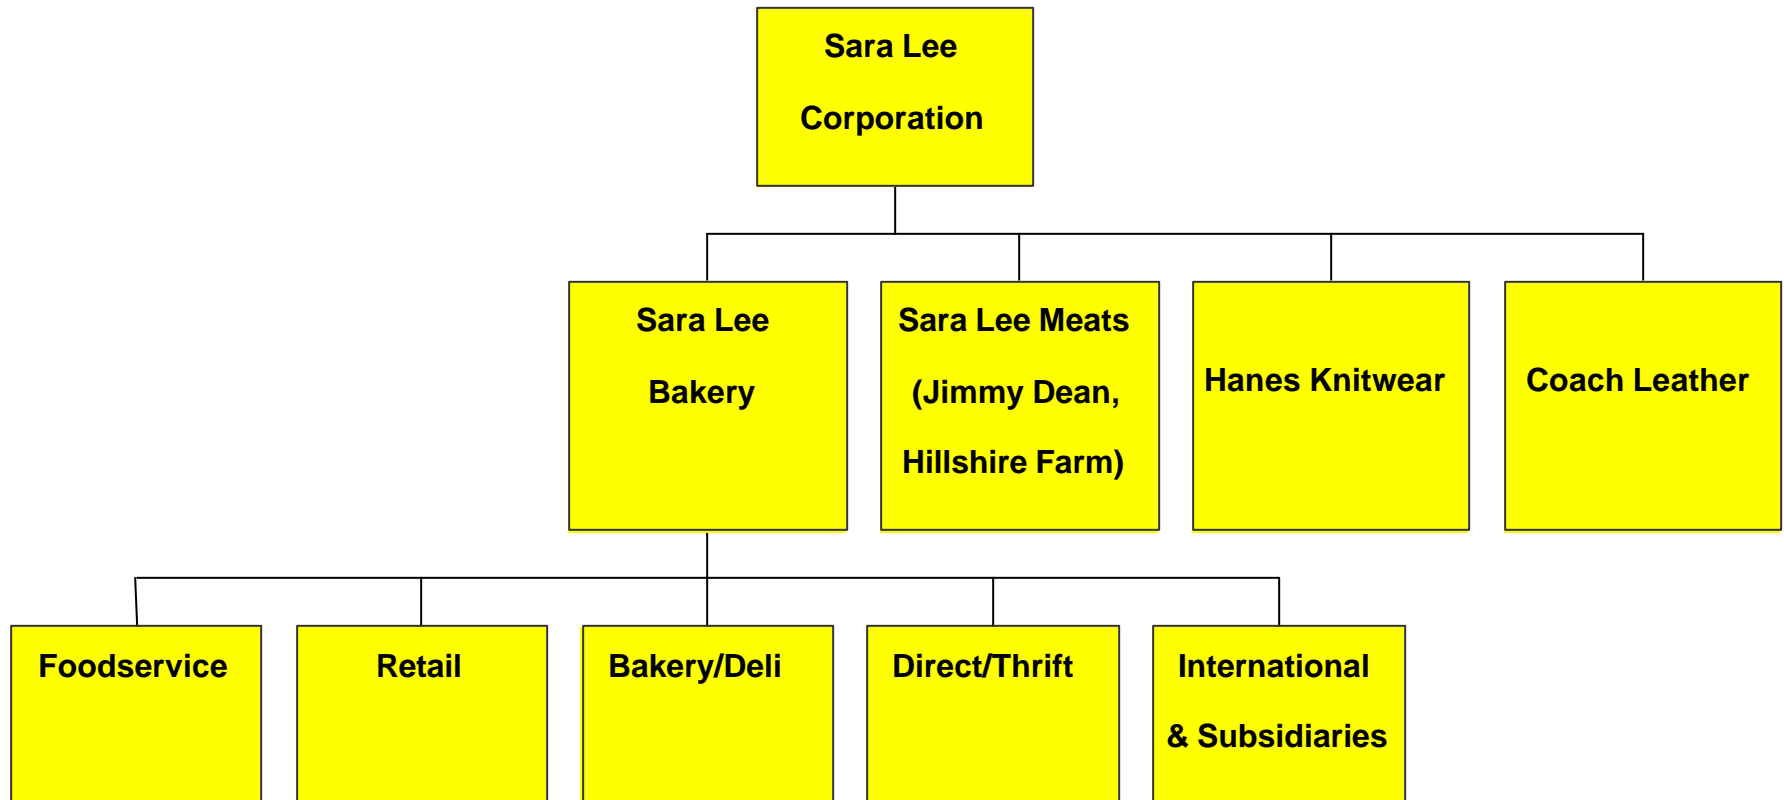 Sara Lee
Corporation
Sara Lee
Bakery
Sara Lee Meats
(Jimmy Dean,
Hillshire Farm)
Hanes Knitwear
Coach Leather
Foodservice
Retail
Bakery/Deli
Direct/Thrift
International
& Subsidiaries